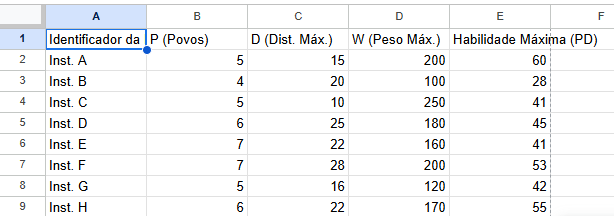 A B C D E F
1 Identificador da P (Povos) D (Dist. Máx.) W (Peso Máx.) Habilidade Máxima (PD)
2 Inst. A 5 15 200 60
3 Inst. B 4 20 100 28
4 Inst. C 5 10 250 41
5 Inst. D 6 25 180 45
6 Inst. E 7 22 160 41
7 Inst. F 7 28 200 53
8 Inst. G 5 16 120 42
9 Inst. H 6 22 170 55